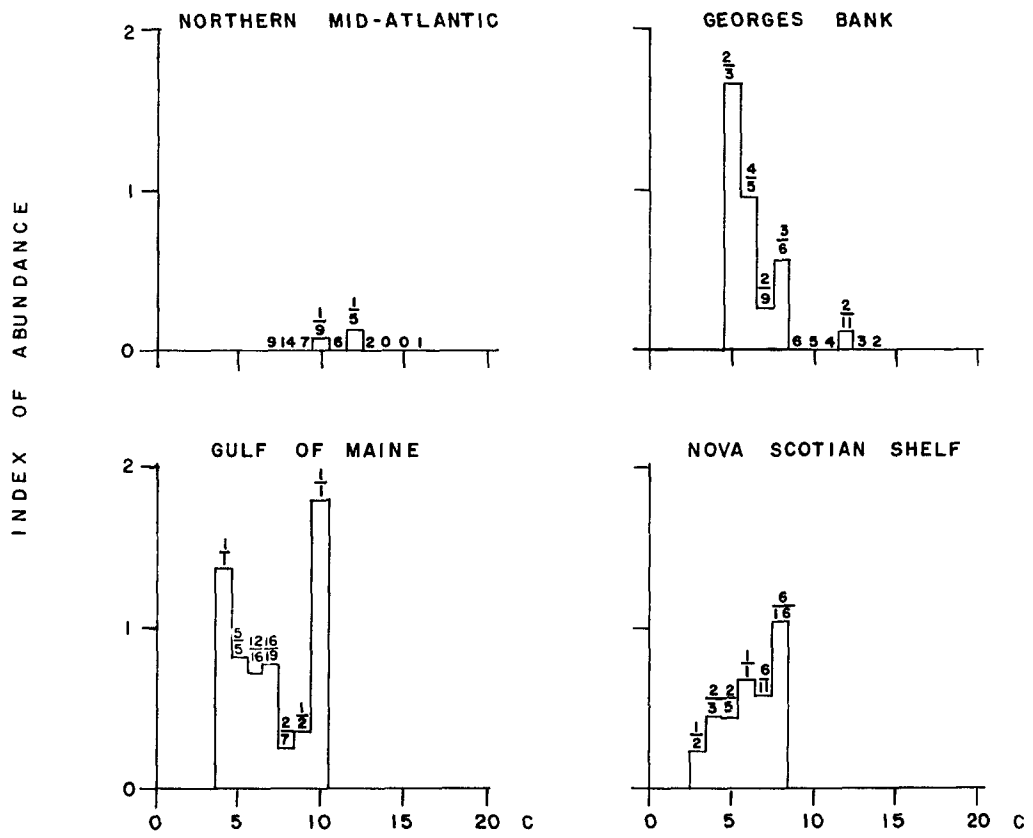 NORTHERN MID-ATLANTIC
GEORGES BANK
INDEX OF ABUNDANCE
2
1
0
9 14 7 1/9 6 1/5 2 0 0 1
2/3 4/5 2/9 3/6 6 5 4 2/11 3 2
GULF OF MAINE
NOVA SCOTIAN SHELF
2
1
0
1/1 5/5 12/16 16/19 2/7 1/2 1/1
1/2 2/3 2/5 1/1 6/11 6/16
0 5 10 15 20 C
0 5 10 15 20 C